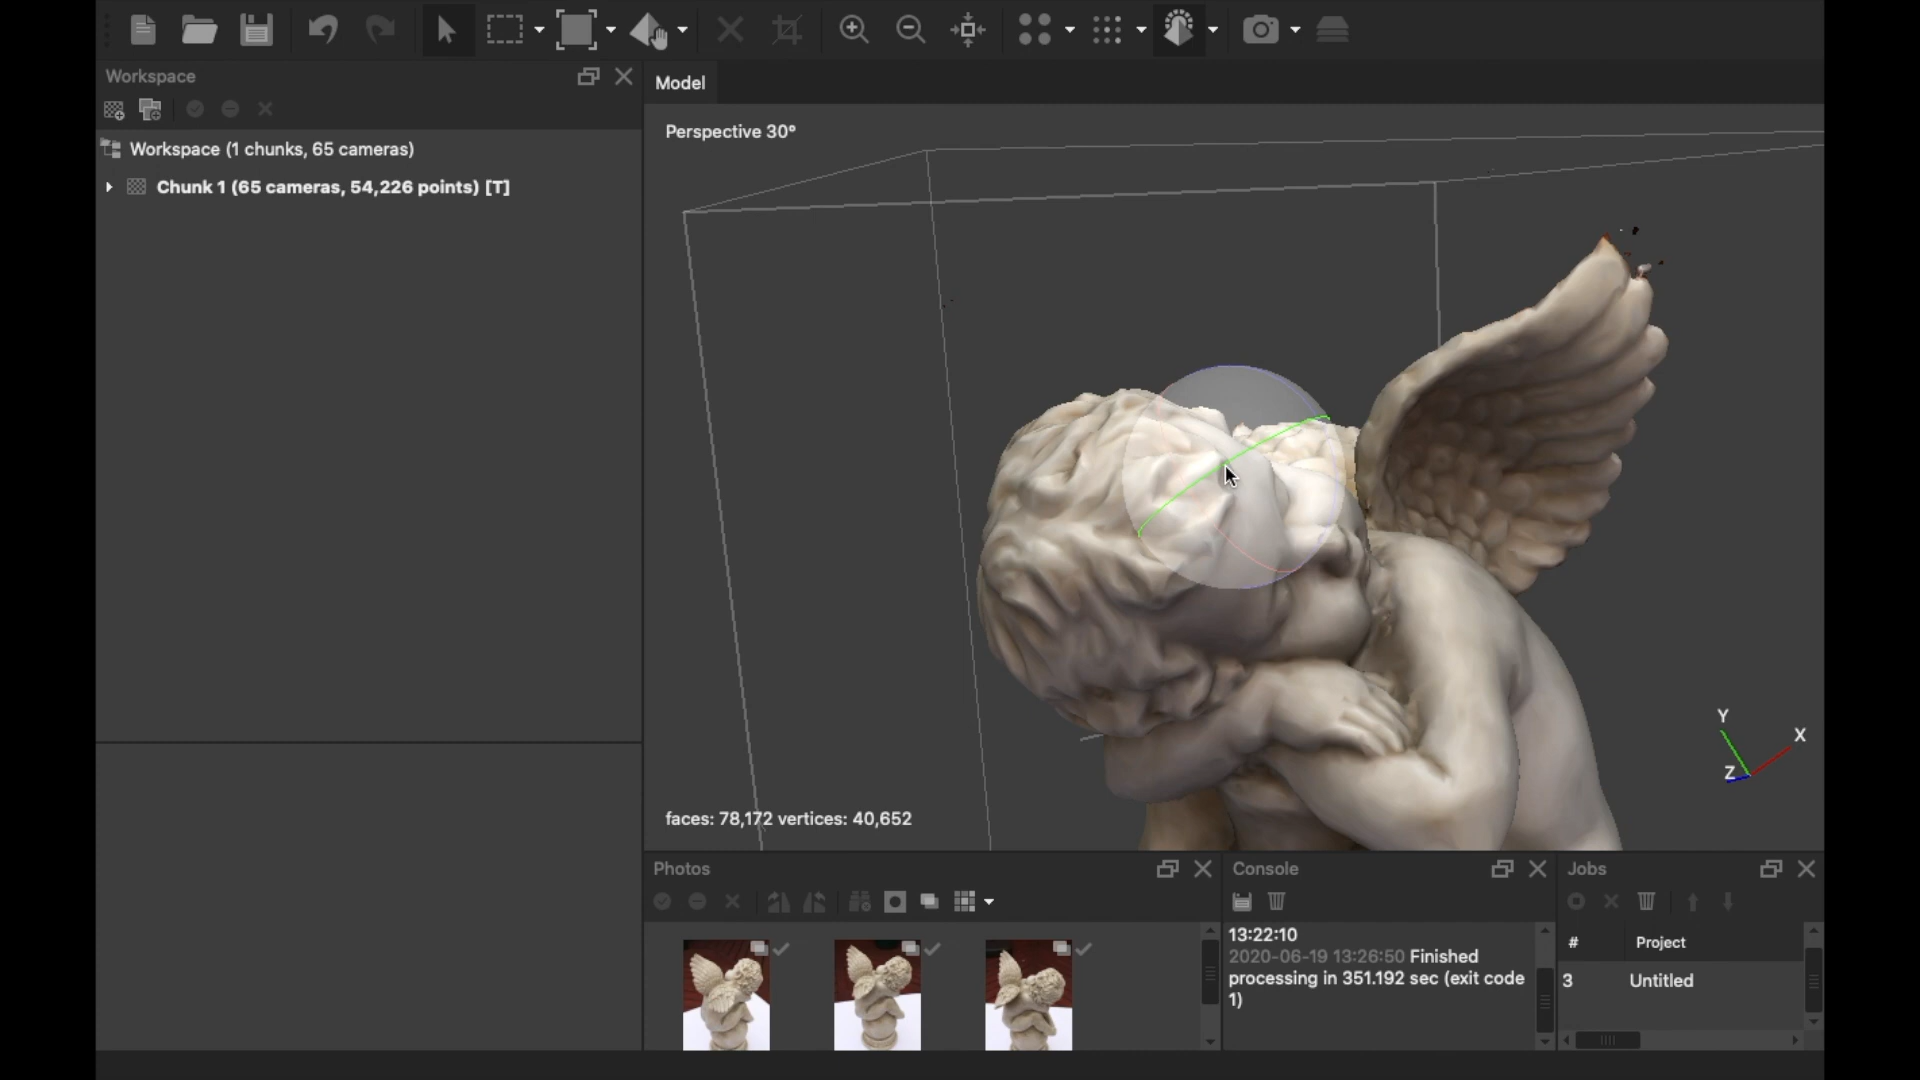 Workspace
Workspace (1 chunks, 65 cameras)
Chunk 1 (65 cameras, 54,226 points) [T]
Model
Perspective 30°
Y
X
Z
faces: 78,172 vertices: 40,652
Photos
Console
13:22:10
2020-06-19 13:26:50 Finished
processing in 351.192 sec (exit code
1)
Jobs
# Project
3 Untitled